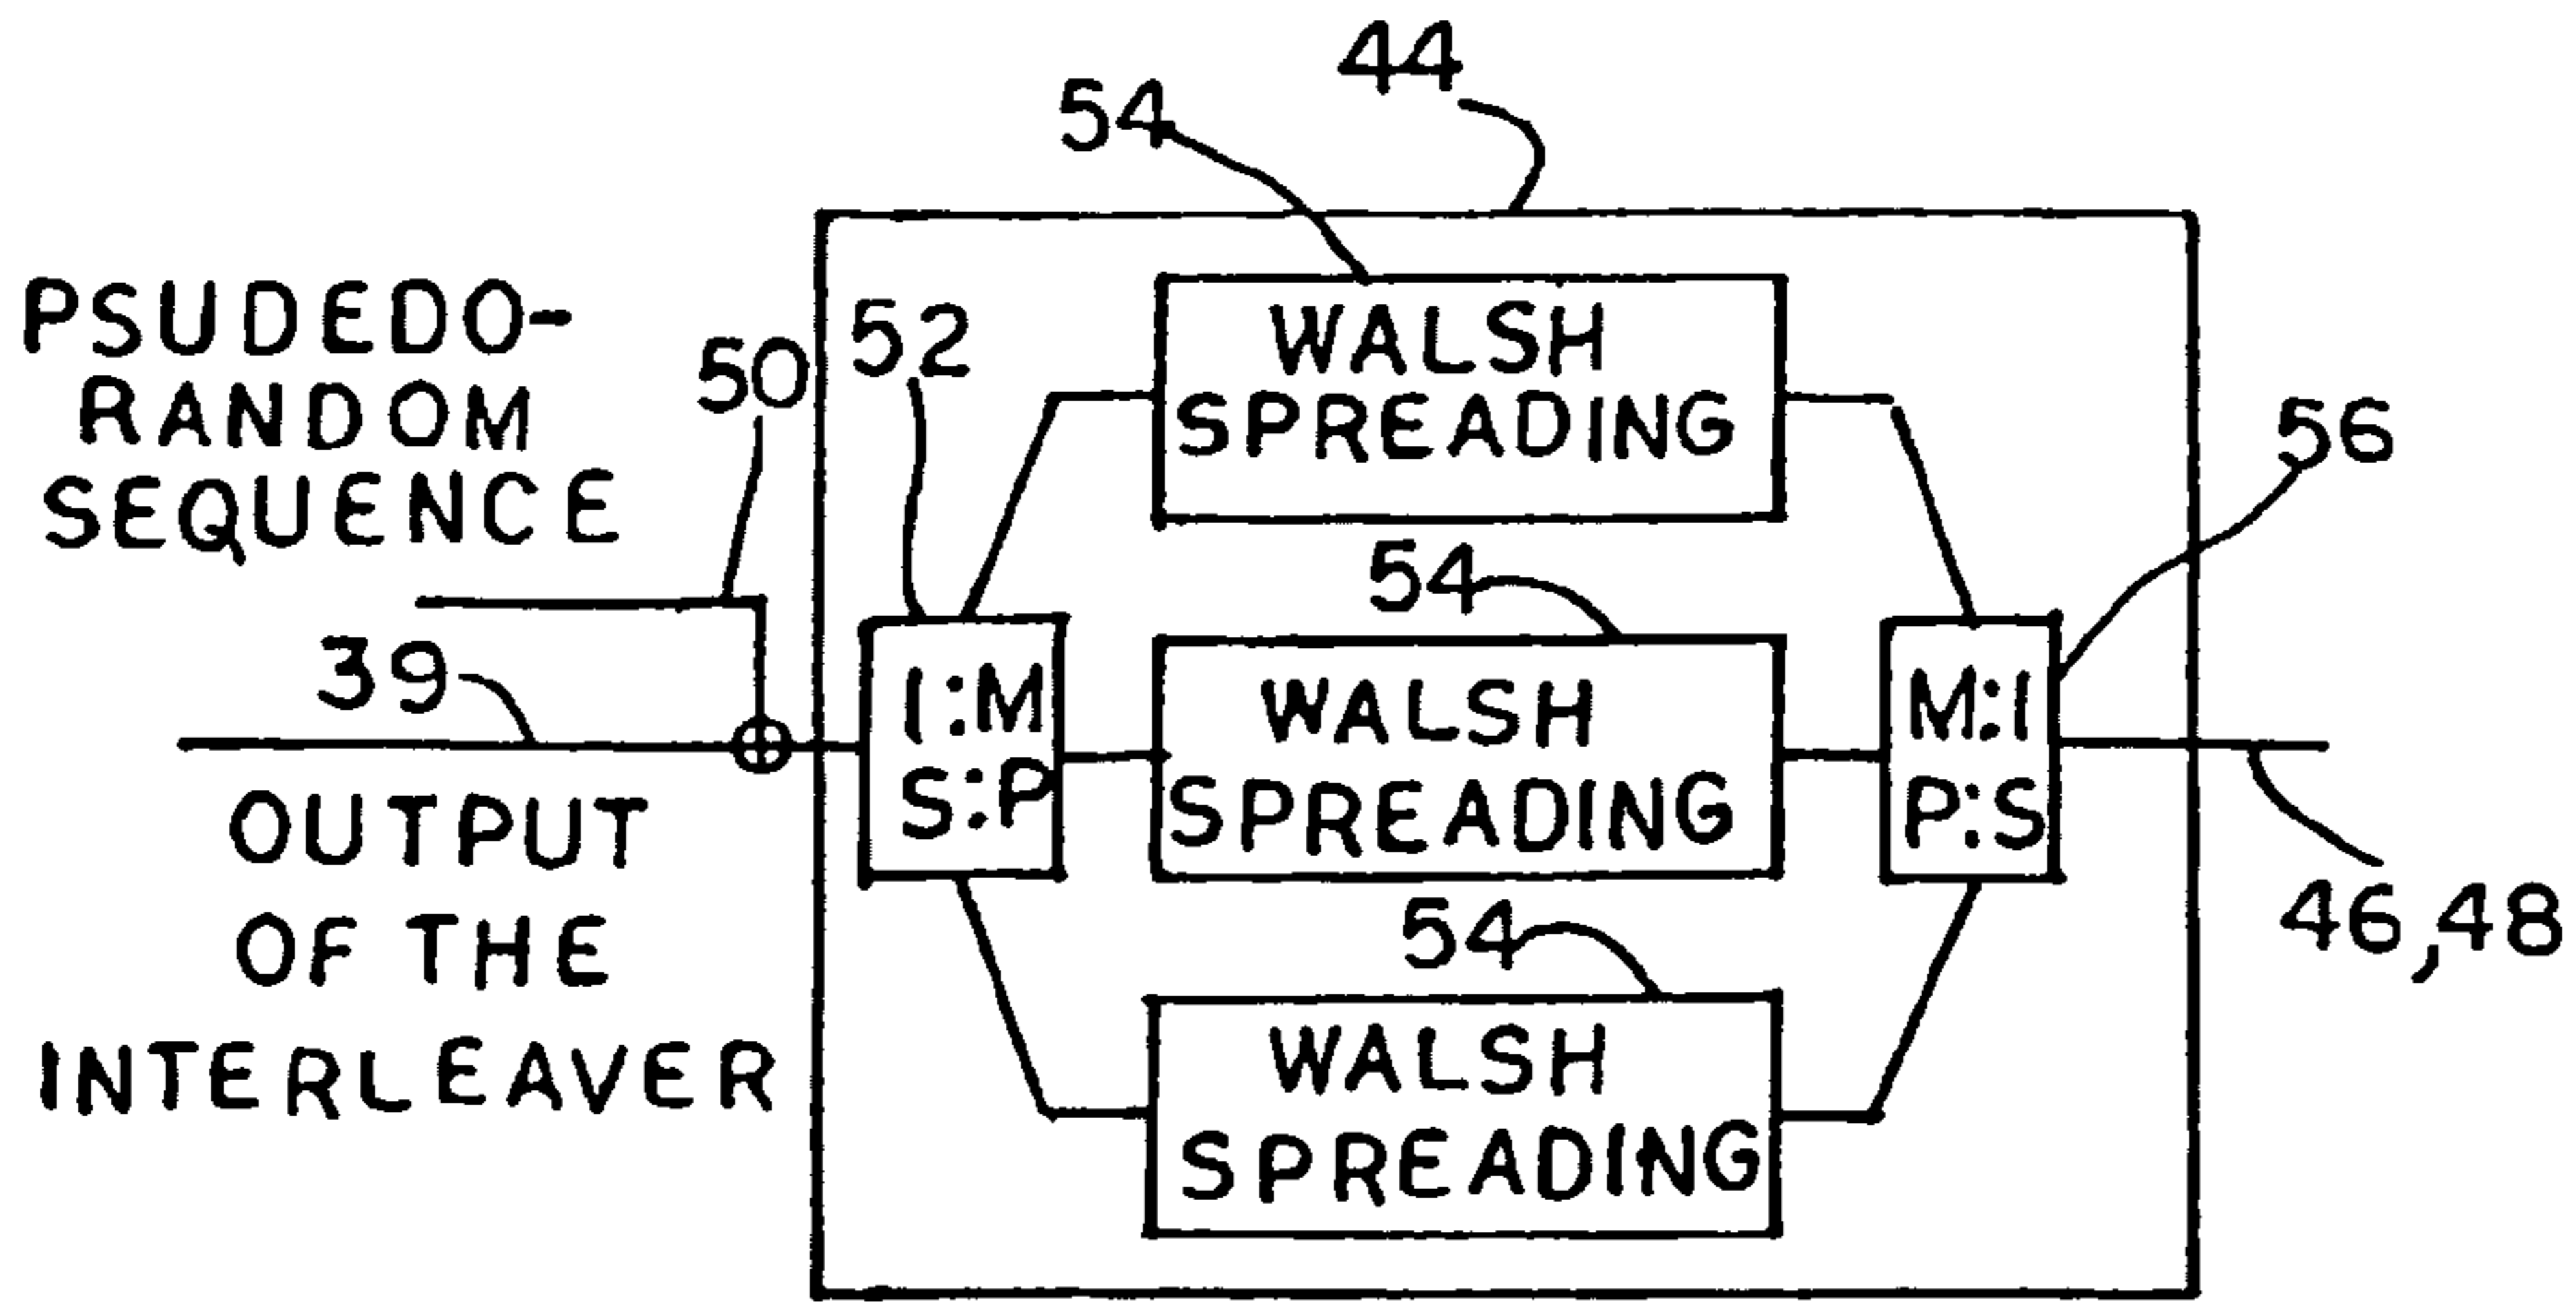 44
54
PSUDEDO-
RANDOM
SEQUENCE
50
52
WALSH
SPREADING
56
39
54
1:M
S:P
WALSH
SPREADING
M:1
P:S
OUTPUT
OF THE
INTERLEAVER
54
WALSH
SPREADING
46,48